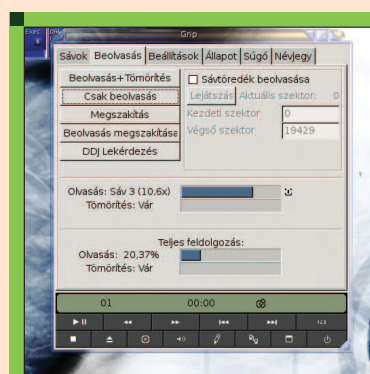 Exec
Grip
Sávok Beolvasás Beállítások Állapot Súgó Névjegy
Beolvasás+Tömörítés
Csak beolvasás
Megszakítás
Beolvasás megszakítása
DDJ Lekérdezés
Sávtöredék beolvasása
Lejátszás Aktuális szektor: 0
Kezdeti szektor 0
Végső szektor 19429
Olvasás: Sáv 3 (10,6x)
Tömörítés: Vár
Teljes feldolgozás:
Olvasás: 20,37%
Tömörítés: Vár
01 00:00
123